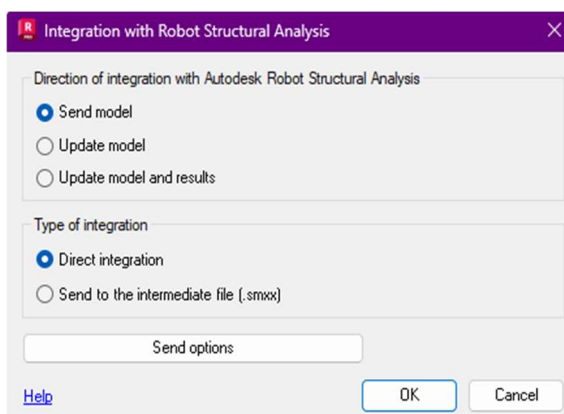 R
PRO
Integration with Robot Structural Analysis
Direction of integration with Autodesk Robot Structural Analysis
Send model
Update model
Update model and results
Type of integration
Direct integration
Send to the intermediate file (.smxx)
Send options
Help
OK
Cancel